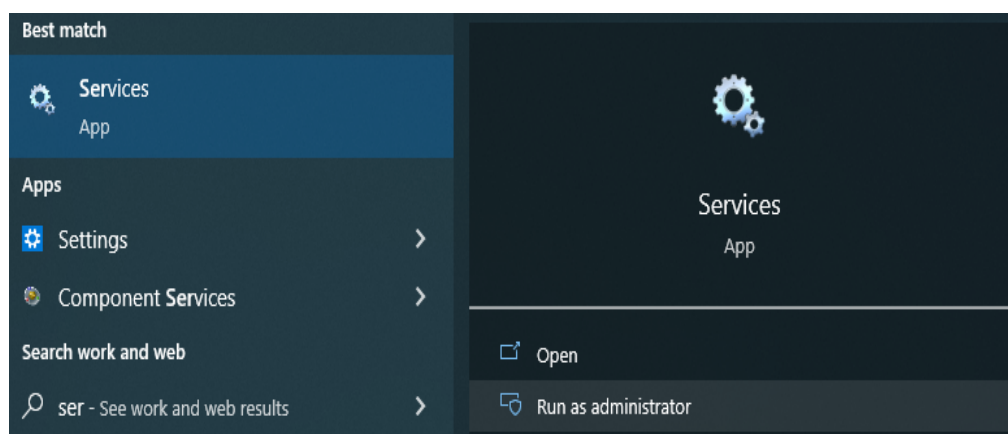 Best match
Services
App
Apps
Settings
Component Services
Search work and web
ser - See work and web results
Services
App
Open
Run as administrator